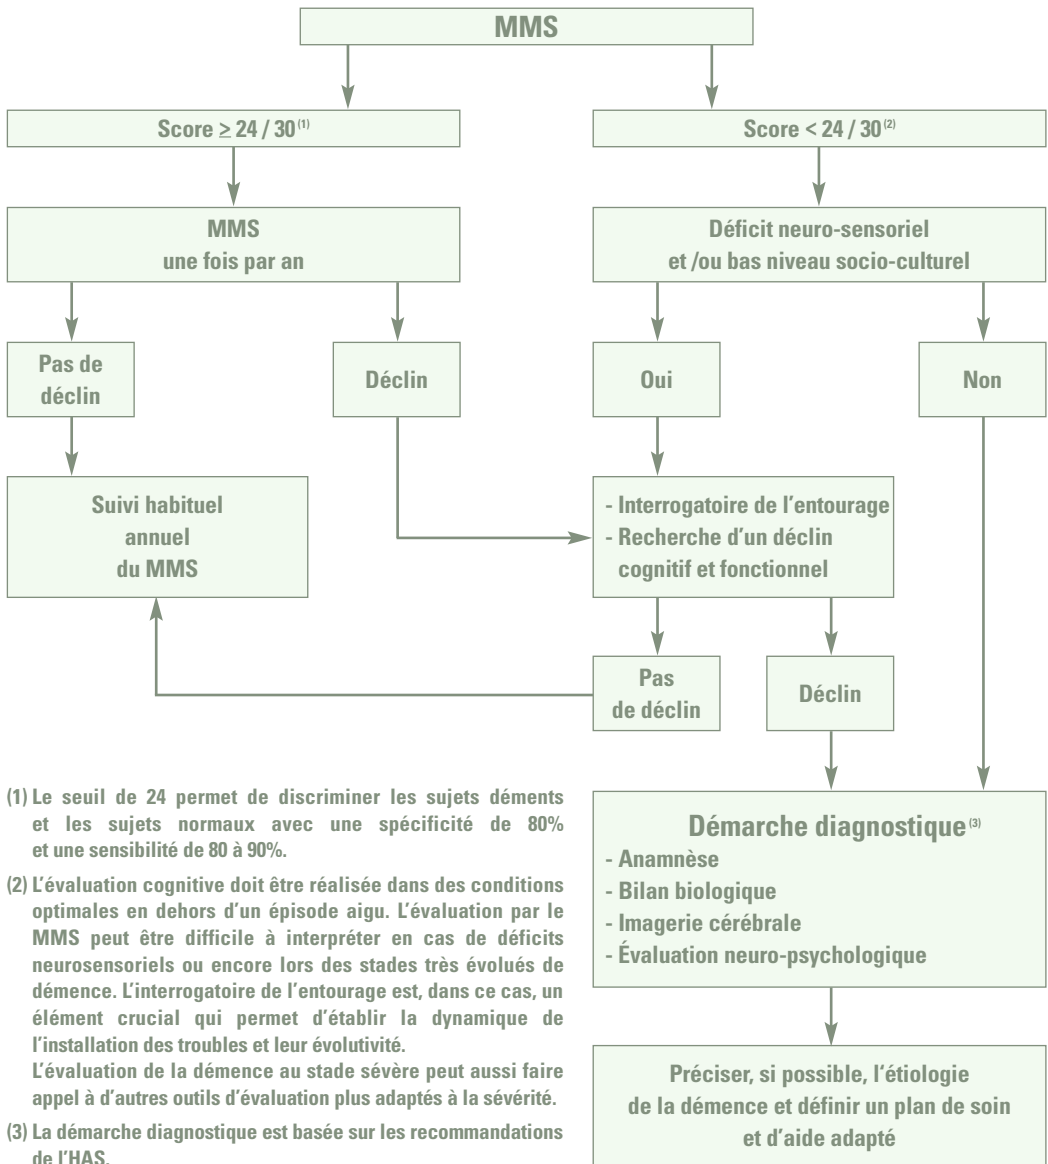 MMS
Score ≥ 24 / 30 (1)
Score < 24 / 30 (2)
MMS
une fois par an
Déficit neuro-sensoriel
et /ou bas niveau socio-culturel
Pas de
déclin
Déclin
Oui
Non
Suivi habituel
annuel
du MMS
- Interrogatoire de l'entourage
- Recherche d'un déclin
cognitif et fonctionnel
Pas
de déclin
Déclin
(1) Le seuil de 24 permet de discriminer les sujets déments
et les sujets normaux avec une spécificité de 80%
et une sensibilité de 80 à 90%.
(2) L'évaluation cognitive doit être réalisée dans des conditions
optimales en dehors d'un épisode aigu. L'évaluation par le
MMS peut être difficile à interpréter en cas de déficits
neurosensoriels ou encore lors des stades très évolués de
démence. L'interrogatoire de l'entourage est, dans ce cas, un
élément crucial qui permet d'établir la dynamique de
l'installation des troubles et leur évolutivité.
L'évaluation de la démence au stade sévère peut aussi faire
appel à d'autres outils d'évaluation plus adaptés à la sévérité.
(3) La démarche diagnostique est basée sur les recommandations
de l'HAS.
Démarche diagnostique (3)
- Anamnèse
- Bilan biologique
- Imagerie cérébrale
- Évaluation neuro-psychologique
Préciser, si possible, l'étiologie
de la démence et définir un plan de soin
et d'aide adapté